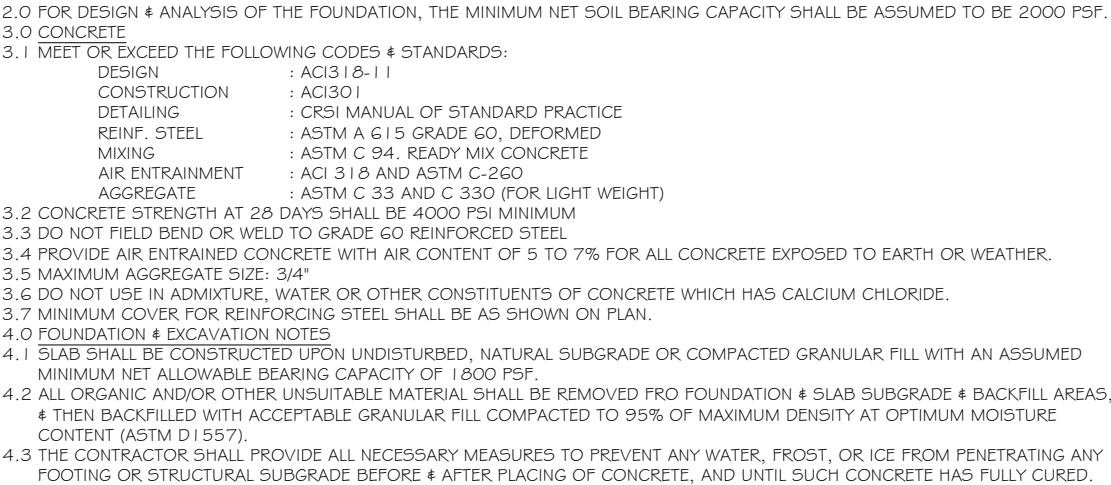 2.0 FOR DESIGN & ANALYSIS OF THE FOUNDATION, THE MINIMUM NET SOIL BEARING CAPACITY SHALL BE ASSUMED TO BE 2000 PSF.
3.0 CONCRETE
3.1 MEET OR EXCEED THE FOLLOWING CODES & STANDARDS:
DESIGN : ACI318-11
CONSTRUCTION : ACI301
DETAILING : CRSI MANUAL OF STANDARD PRACTICE
REINF. STEEL : ASTM A 615 GRADE 60, DEFORMED
MIXING : ASTM C 94. READY MIX CONCRETE
AIR ENTRAINMENT : ACI 318 AND ASTM C-260
AGGREGATE : ASTM C 33 AND C 330 (FOR LIGHT WEIGHT)
3.2 CONCRETE STRENGTH AT 28 DAYS SHALL BE 4000 PSI MINIMUM
3.3 DO NOT FIELD BEND OR WELD TO GRADE 60 REINFORCED STEEL
3.4 PROVIDE AIR ENTRAINED CONCRETE WITH AIR CONTENT OF 5 TO 7% FOR ALL CONCRETE EXPOSED TO EARTH OR WEATHER.
3.5 MAXIMUM AGGREGATE SIZE: 3/4"
3.6 DO NOT USE IN ADMIXTURE, WATER OR OTHER CONSTITUENTS OF CONCRETE WHICH HAS CALCIUM CHLORIDE.
3.7 MINIMUM COVER FOR REINFORCING STEEL SHALL BE AS SHOWN ON PLAN.
4.0 FOUNDATION & EXCAVATION NOTES
4.1 SLAB SHALL BE CONSTRUCTED UPON UNDISTURBED, NATURAL SUBGRADE OR COMPACTED GRANULAR FILL WITH AN ASSUMED
MINIMUM NET ALLOWABLE BEARING CAPACITY OF 1800 PSF.
4.2 ALL ORGANIC AND/OR OTHER UNSUITABLE MATERIAL SHALL BE REMOVED FRO FOUNDATION & SLAB SUBGRADE & BACKFILL AREAS,
& THEN BACKFILLED WITH ACCEPTABLE GRANULAR FILL COMPACTED TO 95% OF MAXIMUM DENSITY AT OPTIMUM MOISTURE
CONTENT (ASTM D1557).
4.3 THE CONTRACTOR SHALL PROVIDE ALL NECESSARY MEASURES TO PREVENT ANY WATER, FROST, OR ICE FROM PENETRATING ANY
FOOTING OR STRUCTURAL SUBGRADE BEFORE & AFTER PLACING OF CONCRETE, AND UNTIL SUCH CONCRETE HAS FULLY CURED.